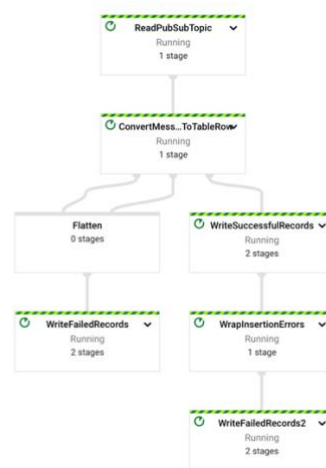 ReadPubSubTopic
Running
1 stage
ConvertMess...ToTableRow
Running
1 stage
Flatten
0 stages
WriteSuccessfulRecords
Running
2 stages
WriteFailedRecords
Running
2 stages
WrapInsertionErrors
Running
1 stage
WriteFailedRecords2
Running
2 stages